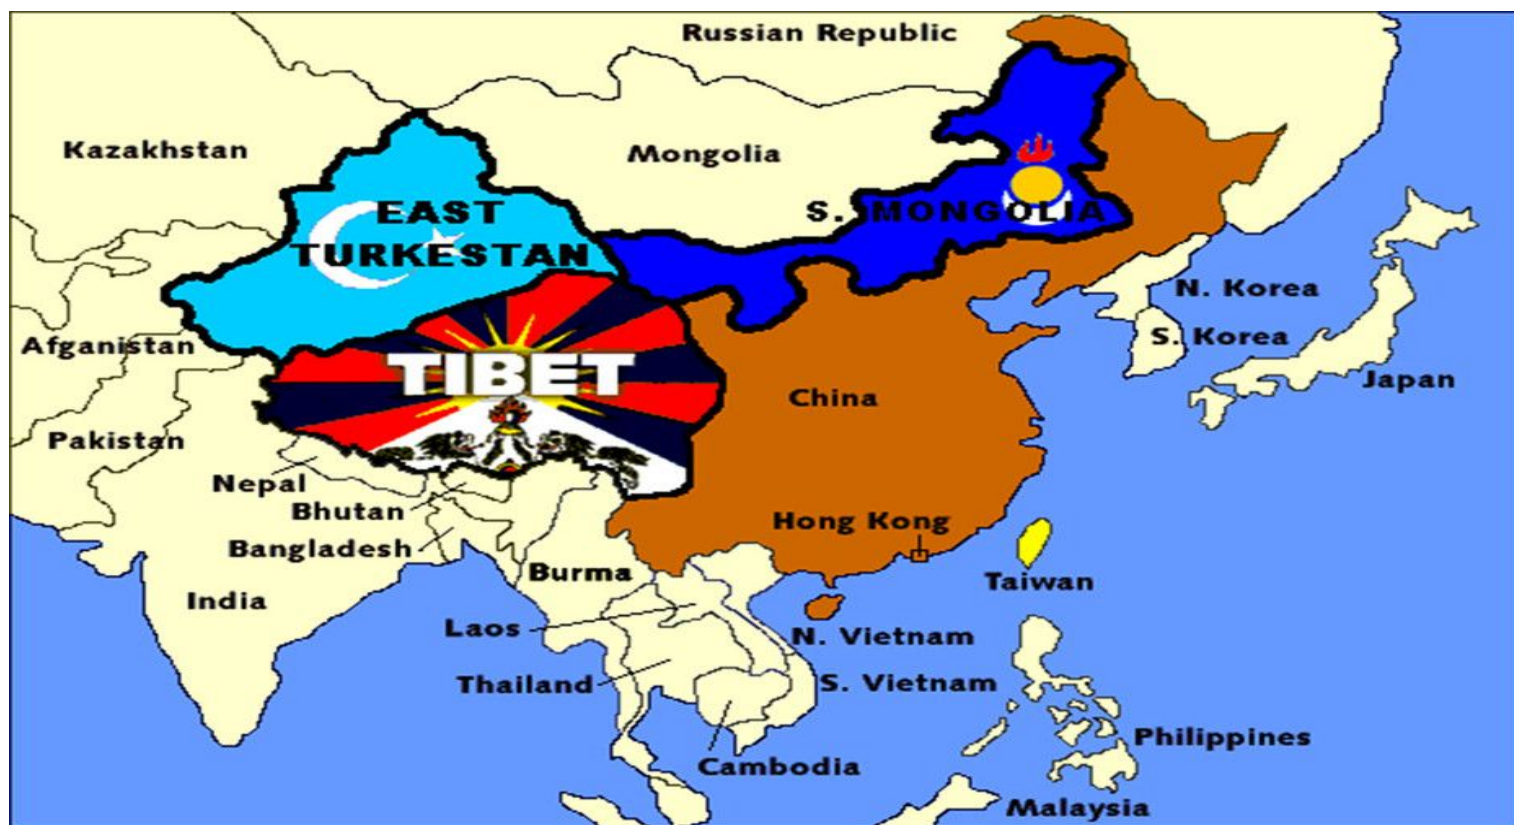 Russian Republic
Kazakhstan
Mongolia
EAST
TURKESTAN
S. MONGOLIA
N. Korea
S. Korea
Japan
Afganistan
TIBET
China
Pakistan
Nepal
Bhutan
Bangladesh
Hong Kong
Taiwan
Burma
India
Laos
N. Vietnam
Thailand
S. Vietnam
Cambodia
Philippines
Malaysia